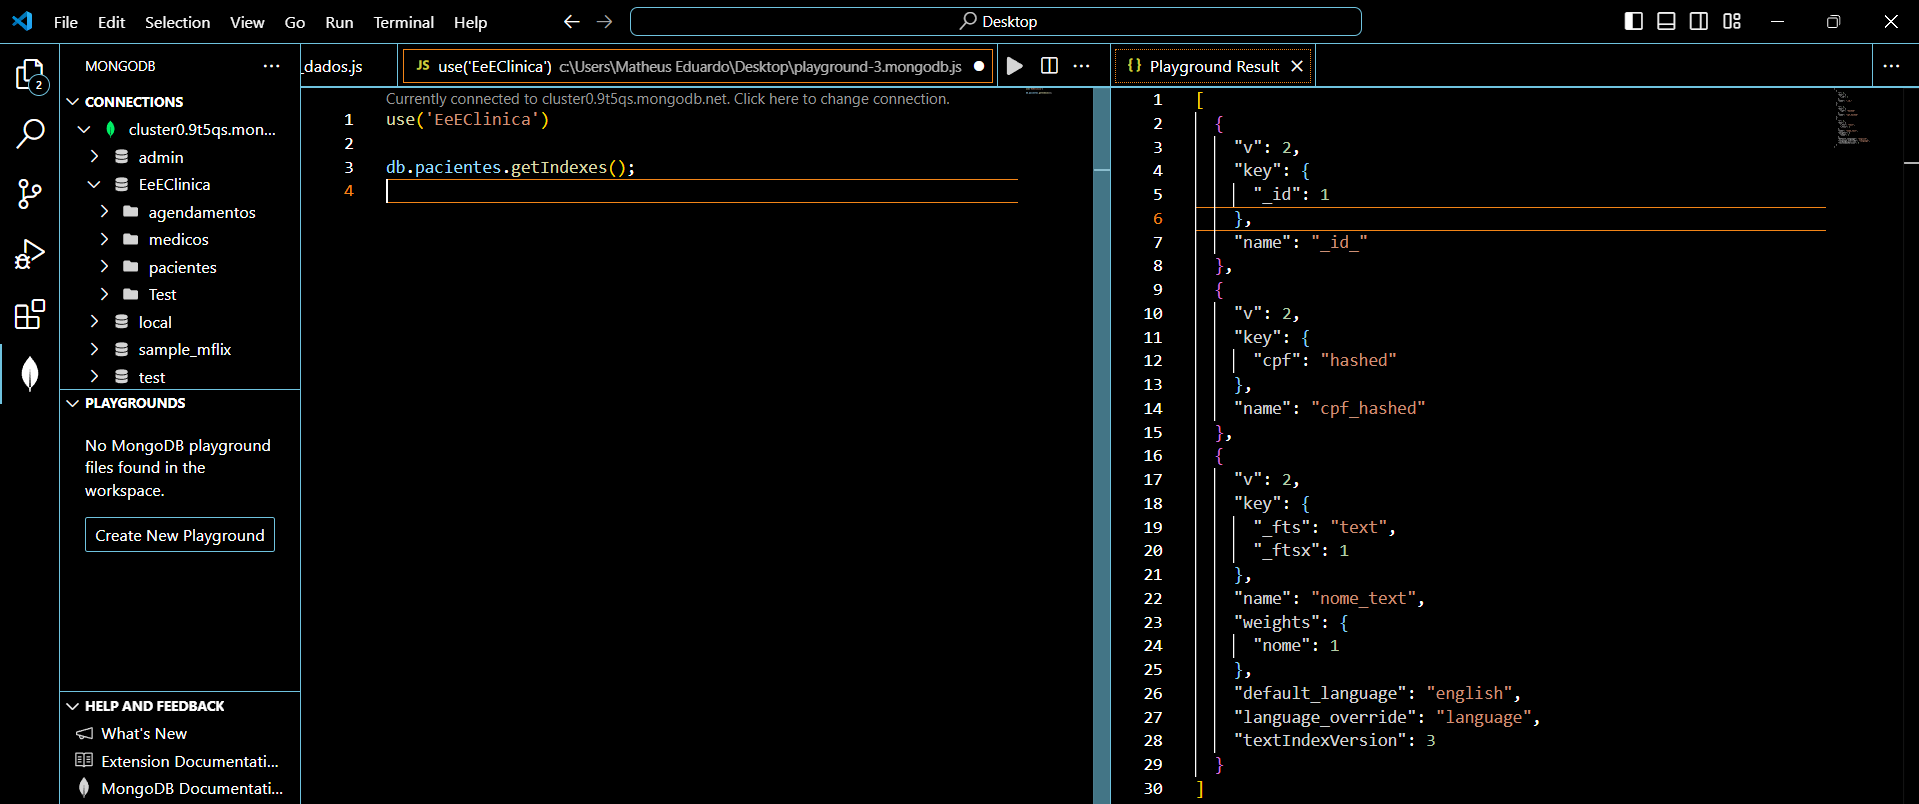 File Edit Selection View Go Run Terminal Help
Desktop
MONGODB
_dados.js
JS use('EeEClinica') c:\Users\Matheus Eduardo\Desktop\playground-3.mongodb.js
{} Playground Result
2
CONNECTIONS
cluster0.9t5qs.mon...
admin
EeEClinica
agendamentos
medicos
pacientes
Test
local
sample_mflix
test
PLAYGROUNDS
No MongoDB playground
files found in the
workspace.
Create New Playground
HELP AND FEEDBACK
What's New
Extension Documentati...
MongoDB Documentati...
Currently connected to cluster0.9t5qs.mongodb.net. Click here to change connection.
1 use('EeEClinica')
2
3 db.pacientes.getIndexes();
4
1 [
2 {
3 "v": 2,
4 "key": {
5 "_id": 1
6 },
7 "name": "_id_"
8 },
9 {
10 "v": 2,
11 "key": {
12 "cpf": "hashed"
13 },
14 "name": "cpf_hashed"
15 },
16 {
17 "v": 2,
18 "key": {
19 "_fts": "text",
20 "_ftsx": 1
21 },
22 "name": "nome_text",
23 "weights": {
24 "nome": 1
25 },
26 "default_language": "english",
27 "language_override": "language",
28 "textIndexVersion": 3
29 }
30 ]